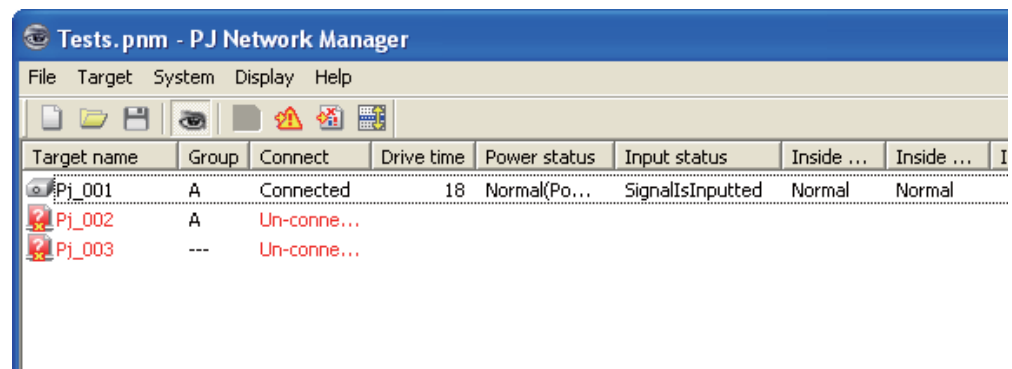 Tests.pnm - PJ Network Manager
File Target System Display Help
Target name Group Connect Drive time Power status Input status Inside ... Inside ... I
Pj_001 A Connected 18 Normal(Po... SignalIsInputted Normal Normal
Pj_002 A Un-conne...
Pj_003 --- Un-conne...